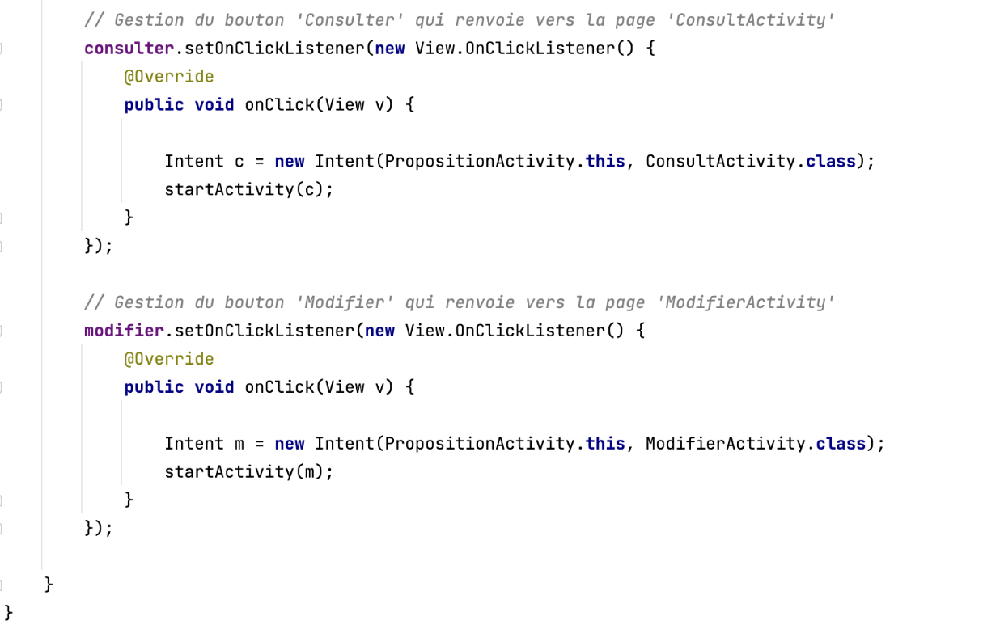 // Gestion du bouton 'Consulter' qui renvoie vers la page 'ConsultActivity'
consulter.setOnClickListener(new View.OnClickListener() {
@Override
public void onClick(View v) {
Intent c = new Intent(PropositionActivity.this, ConsultActivity.class);
startActivity(c);
}
});
// Gestion du bouton 'Modifier' qui renvoie vers la page 'ModifierActivity'
modifier.setOnClickListener(new View.OnClickListener() {
@Override
public void onClick(View v) {
Intent m = new Intent(PropositionActivity.this, ModifierActivity.class);
startActivity(m);
}
});
}
}